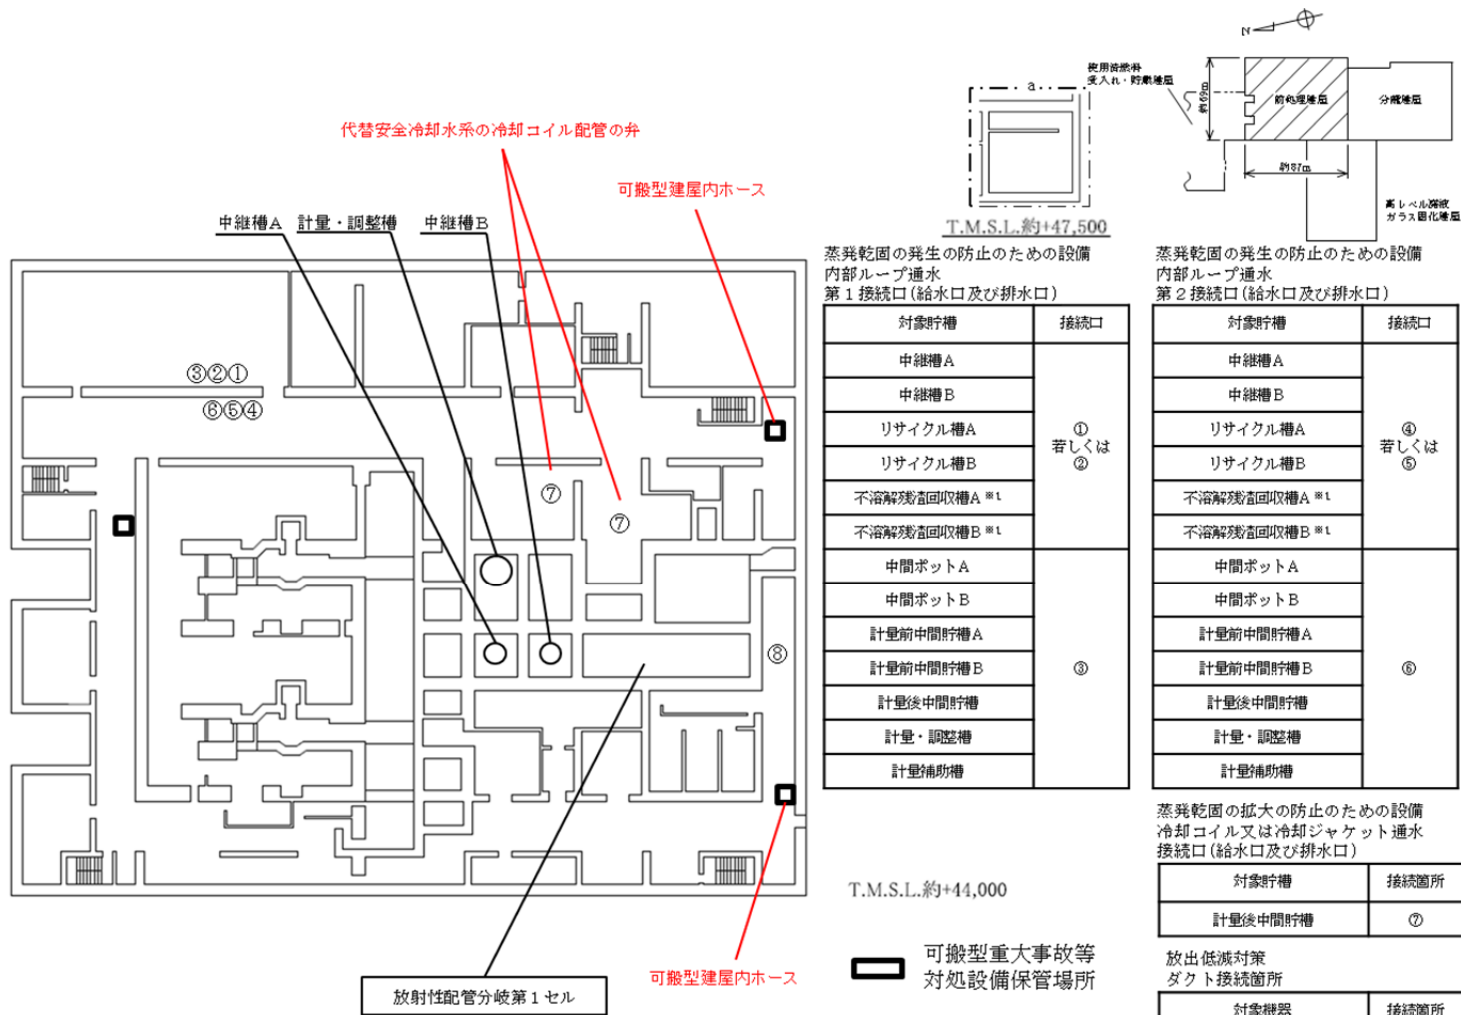 N
使用済燃料
受入れ・貯蔵建屋
約69m
前処理建屋
分離建屋
約87m
高レベル廃液
ガラス固化建屋
a
T.M.S.L.約+47,500
代替安全冷却水系の冷却コイル配管の弁
可搬型建屋内ホース
中継槽A 計量・調整槽 中継槽B
③②①
⑥⑤④
⑦
⑦
⑧
可搬型建屋内ホース
放射性配管分岐第1セル
蒸発乾固の発生の防止のための設備
内部ループ通水
第1接続口(給水口及び排水口)
対象貯槽 接続口
中継槽A
中継槽B
リサイクル槽A
リサイクル槽B
不溶解残渣回収槽A ※1
不溶解残渣回収槽B ※1
①
若しくは
②
中間ポットA
中間ポットB
計量前中間貯槽A
計量前中間貯槽B
計量後中間貯槽
計量・調整槽
計量補助槽
③
蒸発乾固の発生の防止のための設備
内部ループ通水
第2接続口(給水口及び排水口)
対象貯槽 接続口
中継槽A
中継槽B
リサイクル槽A
リサイクル槽B
不溶解残渣回収槽A ※1
不溶解残渣回収槽B ※1
④
若しくは
⑤
中間ポットA
中間ポットB
計量前中間貯槽A
計量前中間貯槽B
計量後中間貯槽
計量・調整槽
計量補助槽
⑥
蒸発乾固の拡大の防止のための設備
冷却コイル又は冷却ジャケット通水
接続口(給水口及び排水口)
対象貯槽 接続箇所
計量後中間貯槽 ⑦
放出低減対策
ダクト接続箇所
対象機器 接続箇所
T.M.S.L.約+44,000
可搬型重大事故等
対処設備保管場所